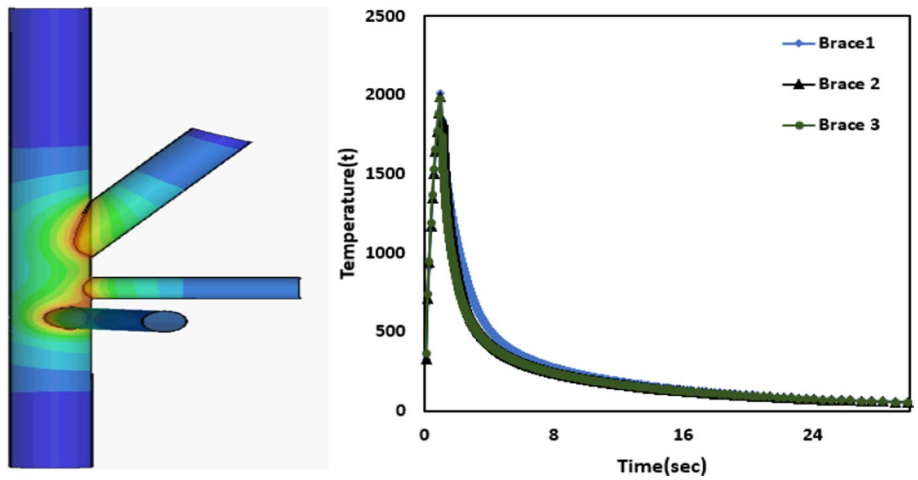 2500
2000
1500
1000
500
0
Temperature(t)
0 8 16 24
Time(sec)
Brace1
Brace 2
Brace 3